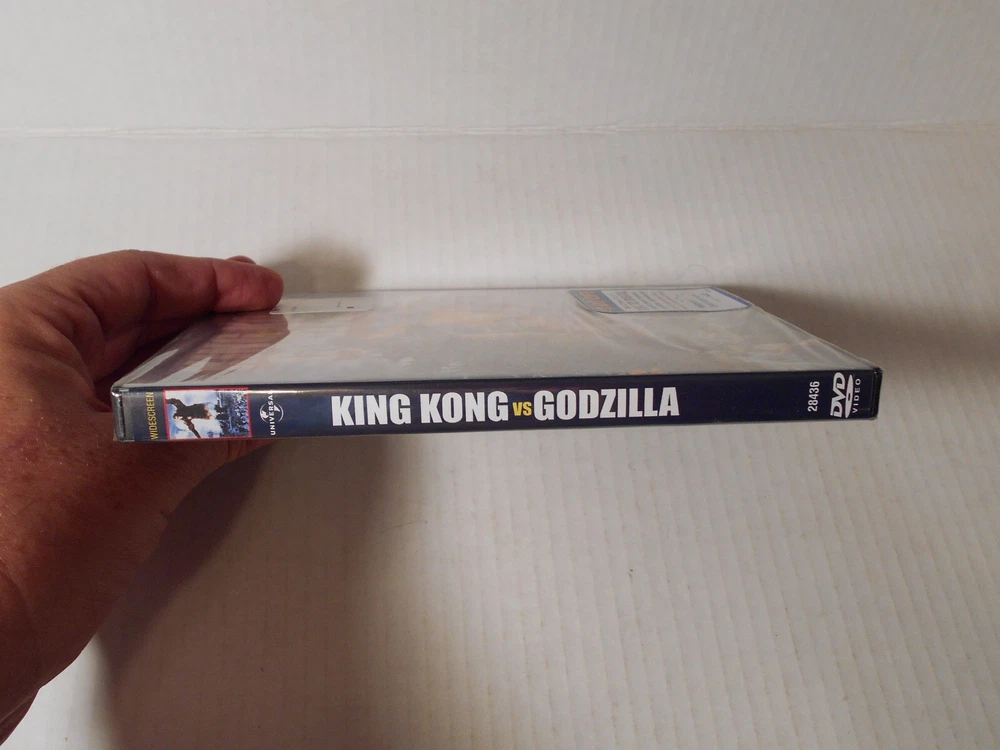 WIDESCREEN
UNIVERSAL
KING KONG VS GODZILLA
28436
DVD
VIDEO